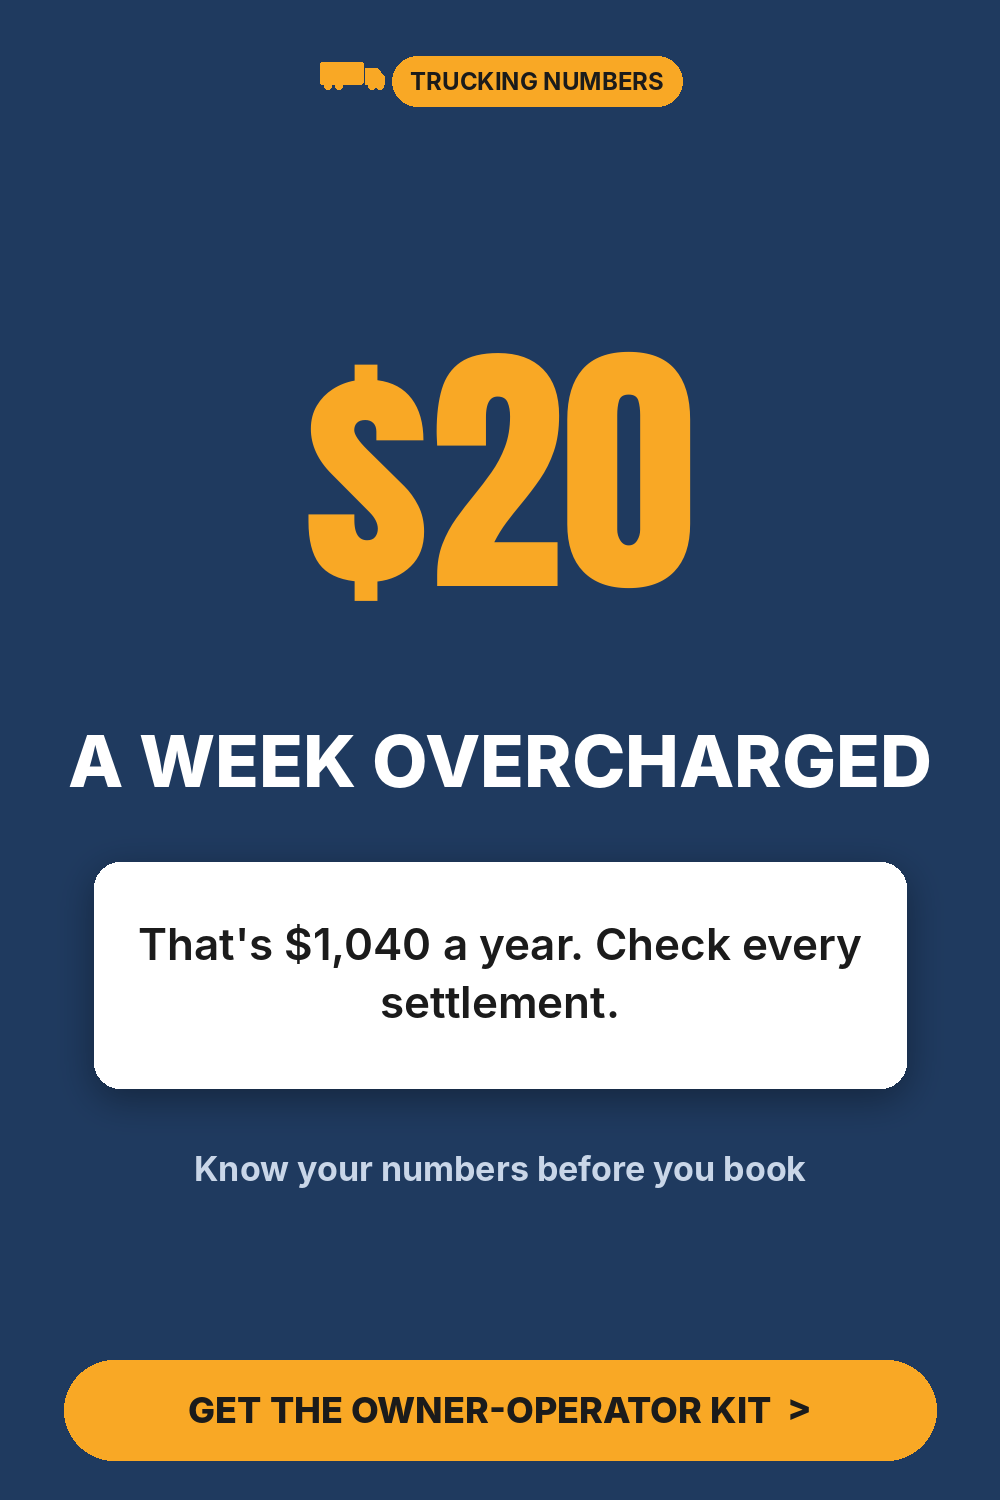 TRUCKING NUMBERS
$20
A WEEK OVERCHARGED
That's $1,040 a year. Check every
settlement.
Know your numbers before you book
GET THE OWNER-OPERATOR KIT >